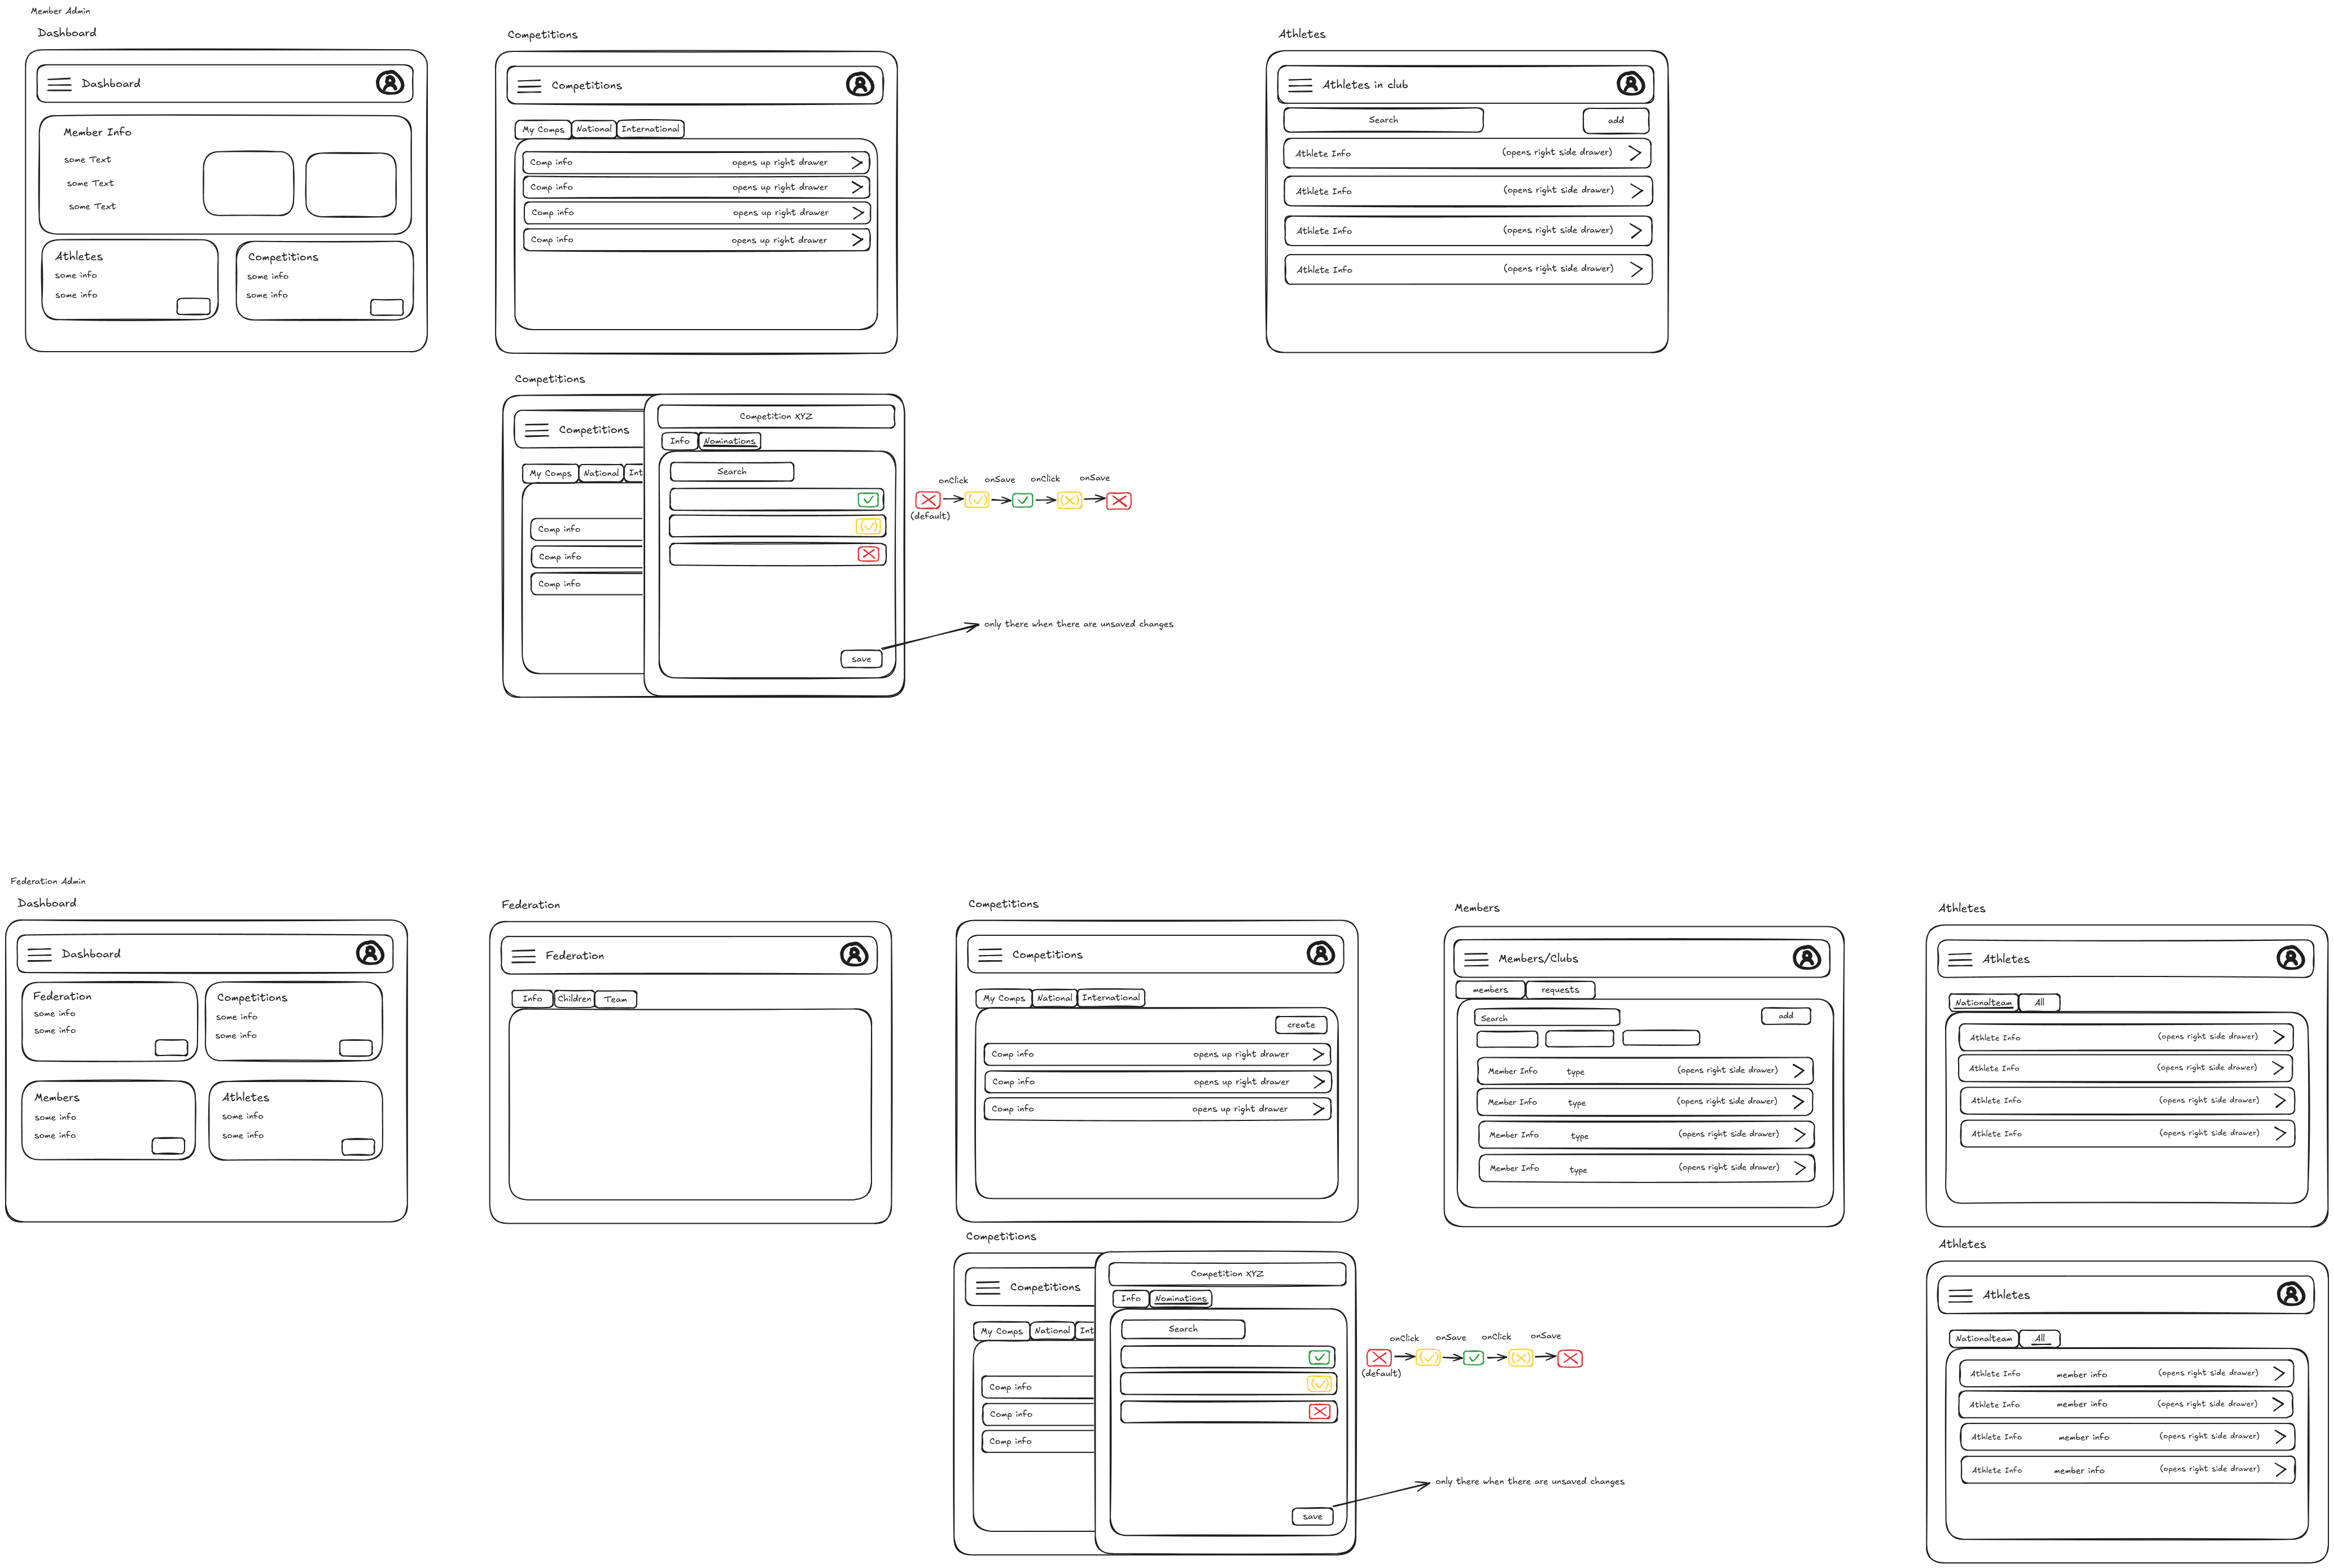 Member Admin
Dashboard
Dashboard
Member Info
some Text
some Text
some Text
Athletes
some info
some info
Competitions
some info
some info
Competitions
Competitions
My Comps National International
Comp info opens up right drawer
Comp info opens up right drawer
Comp info opens up right drawer
Comp info opens up right drawer
Athletes
Athletes in club
Search add
Athlete Info (opens right side drawer)
Athlete Info (opens right side drawer)
Athlete Info (opens right side drawer)
Athlete Info (opens right side drawer)
Competitions
Competitions
My Comps National Int
Comp info
Comp info
Comp info
Competition XYZ
Info Nominations
Search
save
onClick onSave onClick onSave
(default)
only there when there are unsaved changes
Federation Admin
Dashboard
Dashboard
Federation
some info
some info
Competitions
some info
some info
Members
some info
some info
Athletes
some info
some info
Federation
Federation
Info Children Team
Competitions
Competitions
My Comps National International
create
Comp info opens up right drawer
Comp info opens up right drawer
Comp info opens up right drawer
Members
Members/Clubs
members requests
Search add
Member Info type (opens right side drawer)
Member Info type (opens right side drawer)
Member Info type (opens right side drawer)
Member Info type (opens right side drawer)
Athletes
Athletes
Nationalteam All
Athlete Info (opens right side drawer)
Athlete Info (opens right side drawer)
Athlete Info (opens right side drawer)
Athlete Info (opens right side drawer)
Competitions
Competitions
My Comps National Int
Comp info
Comp info
Comp info
Competition XYZ
Info Nominations
Search
save
onClick onSave onClick onSave
(default)
only there when there are unsaved changes
Athletes
Athletes
Nationalteam All
Athlete Info member info (opens right side drawer)
Athlete Info member info (opens right side drawer)
Athlete Info member info (opens right side drawer)
Athlete Info member info (opens right side drawer)